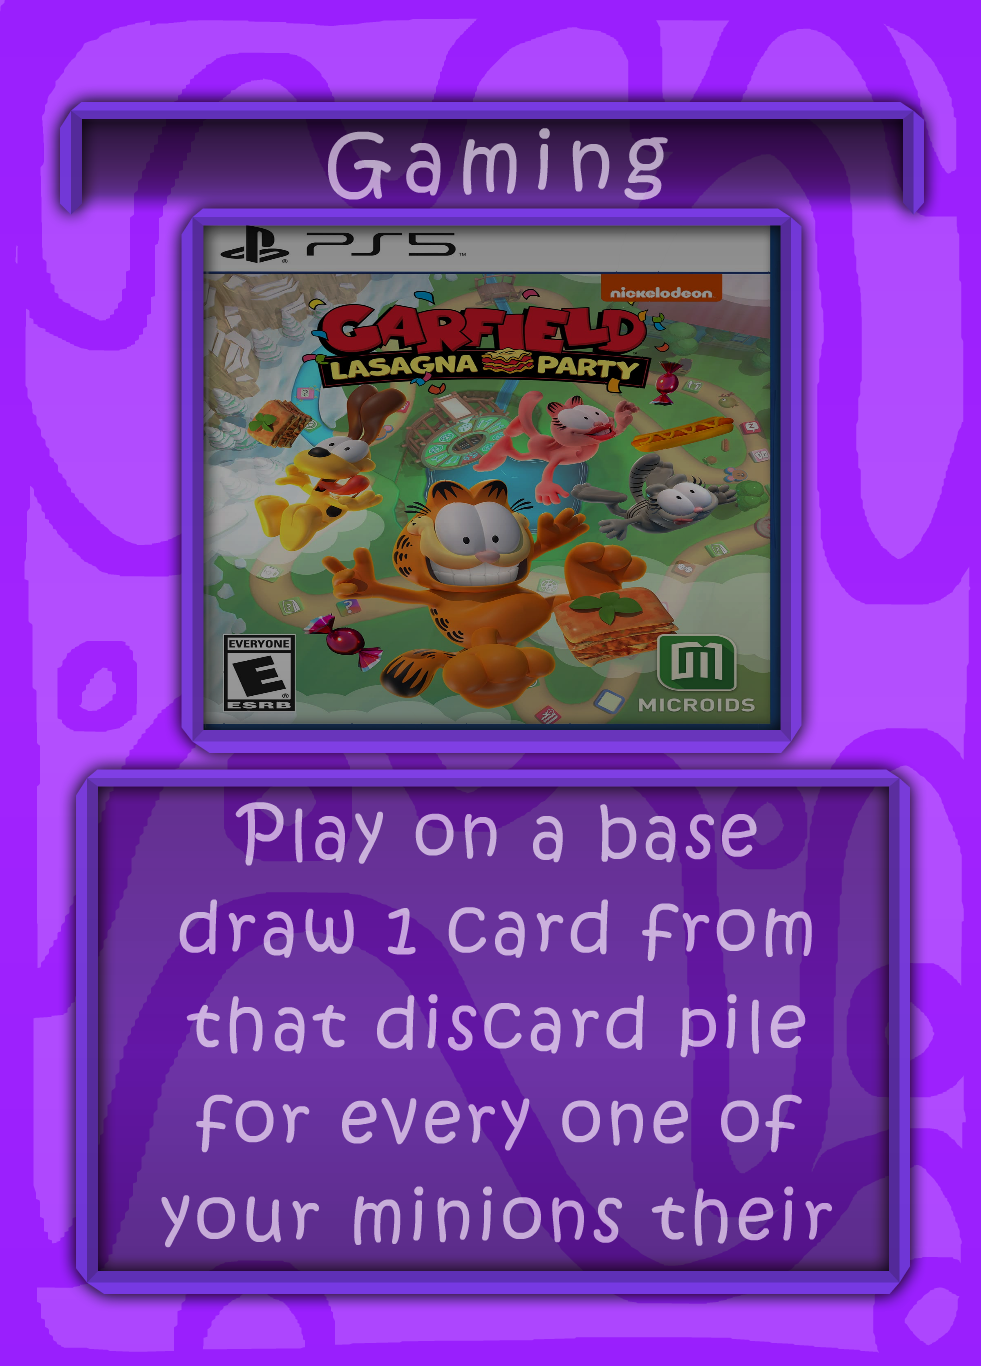 Gaming
PS5
nickelodeon
GARFIELD
LASAGNA PARTY
EVERYONE
E
ESRB
MICROIDS
Play on a base
draw 1 card from
that discard pile
for every one of
your minions their